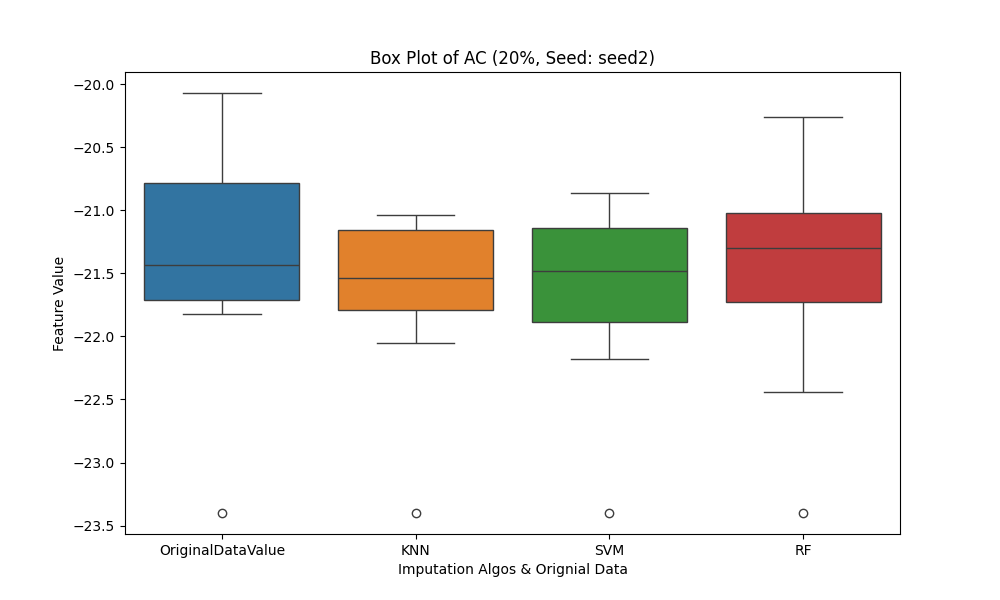 Box Plot of AC (20%, Seed: seed2)
−20.0
−20.5
−21.0
−21.5
−22.0
−22.5
−23.0
−23.5
Feature Value
OriginalDataValue KNN SVM RF
Imputation Algos & Orignial Data